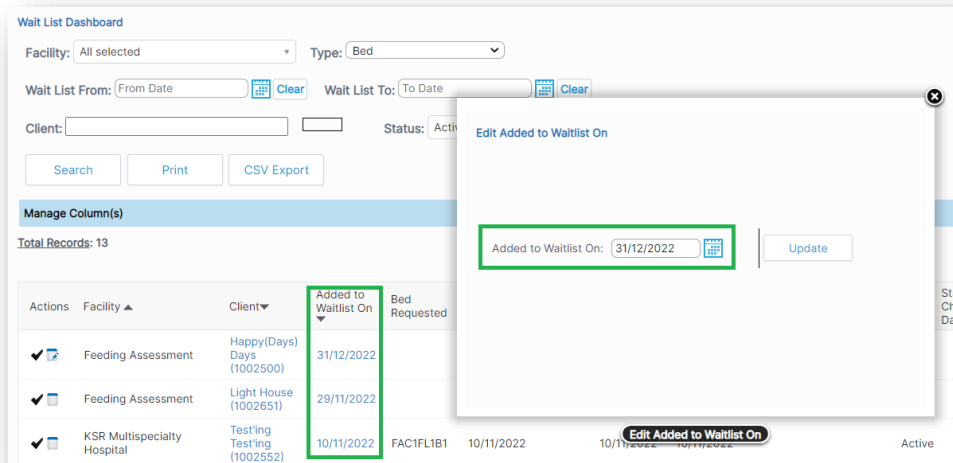 Wait List Dashboard
Facility: All selected Type: Bed
Wait List From: From Date Clear Wait List To: To Date Clear
Client: Status: Activ
Edit Added to Waitlist On
Search Print CSV Export
Manage Column(s)
Total Records: 13
Added to Waitlist On: 31/12/2022 Update
Actions Facility Client Added to Waitlist On Bed Requested St Ch Da
Feeding Assessment Happy(Days) Days (1002500) 31/12/2022
Feeding Assessment Light House (1002651) 29/11/2022
KSR Multispecialty Hospital Test'ing Test'ing (1002552) 10/11/2022 FAC1FL1B1 10/11/2022 Active
Edit Added to Waitlist On